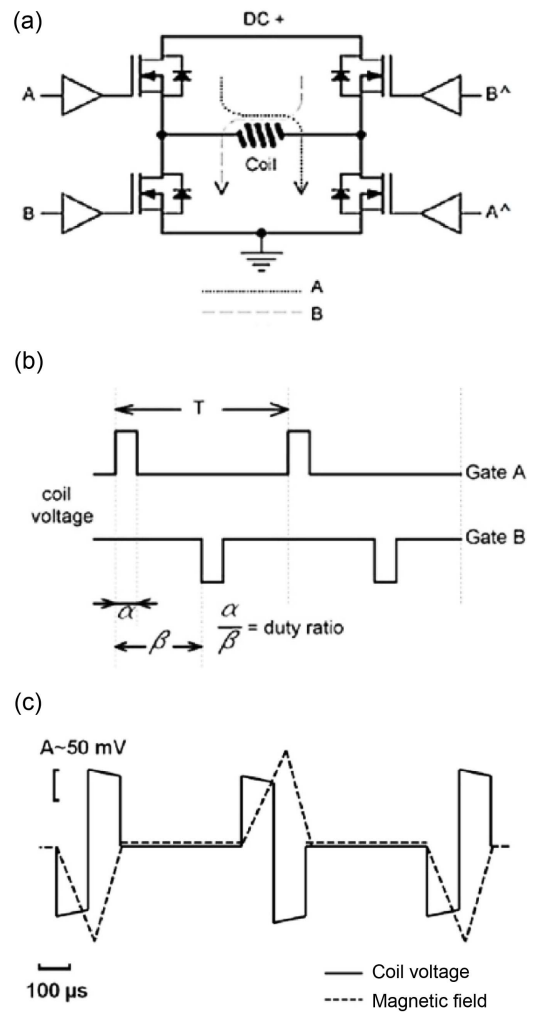 (a)
DC +
A
B^
Coil
B
A^
A
B
(b)
T
Gate A
coil
voltage
Gate B
α
α
β
= duty ratio
β
(c)
A~50 mV
100 µs
Coil voltage
Magnetic field